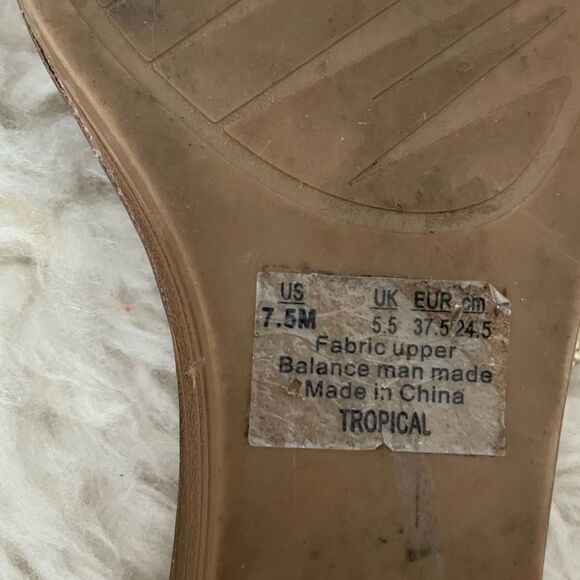 US UK EUR cm
7.5M 5.5 37.5 24.5
Fabric upper
Balance man made
Made in China
TROPICAL